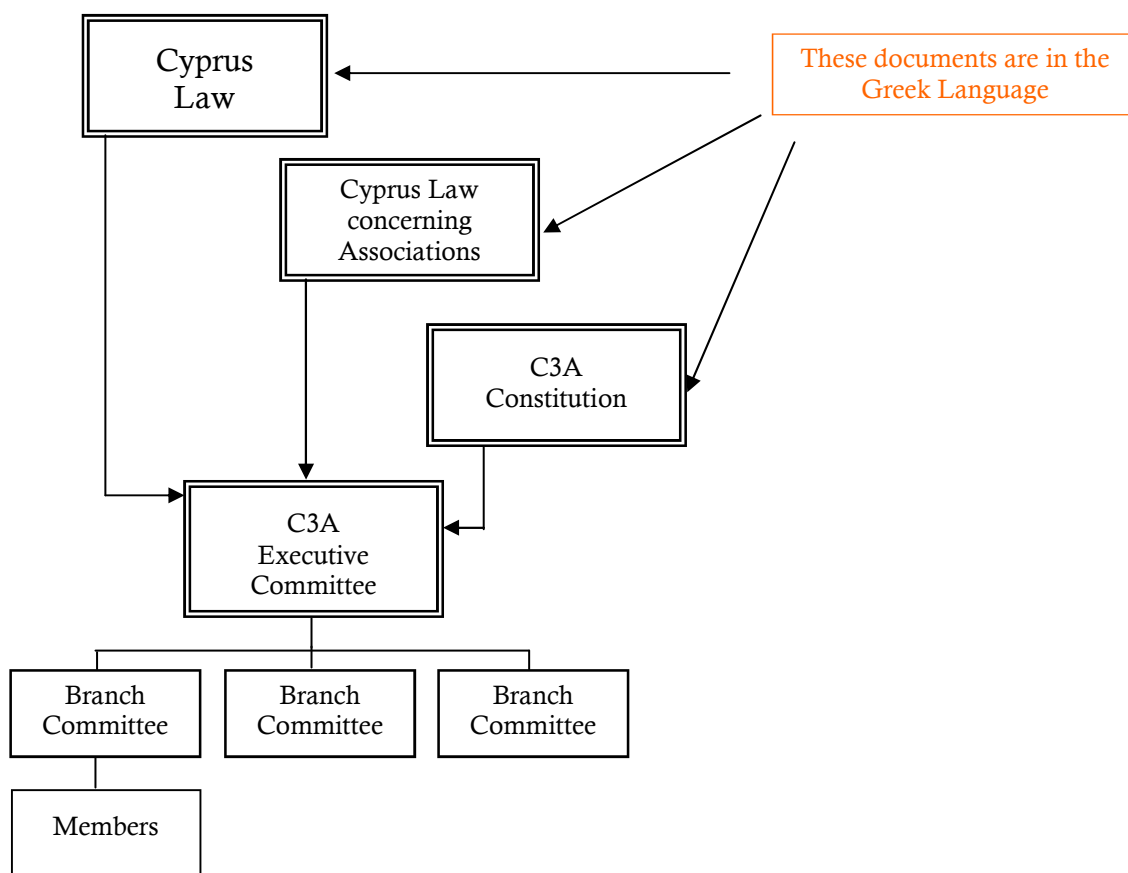 Cyprus
Law
These documents are in the
Greek Language
Cyprus Law
concerning
Associations
C3A
Constitution
C3A
Executive
Committee
Branch
Committee
Branch
Committee
Branch
Committee
Members